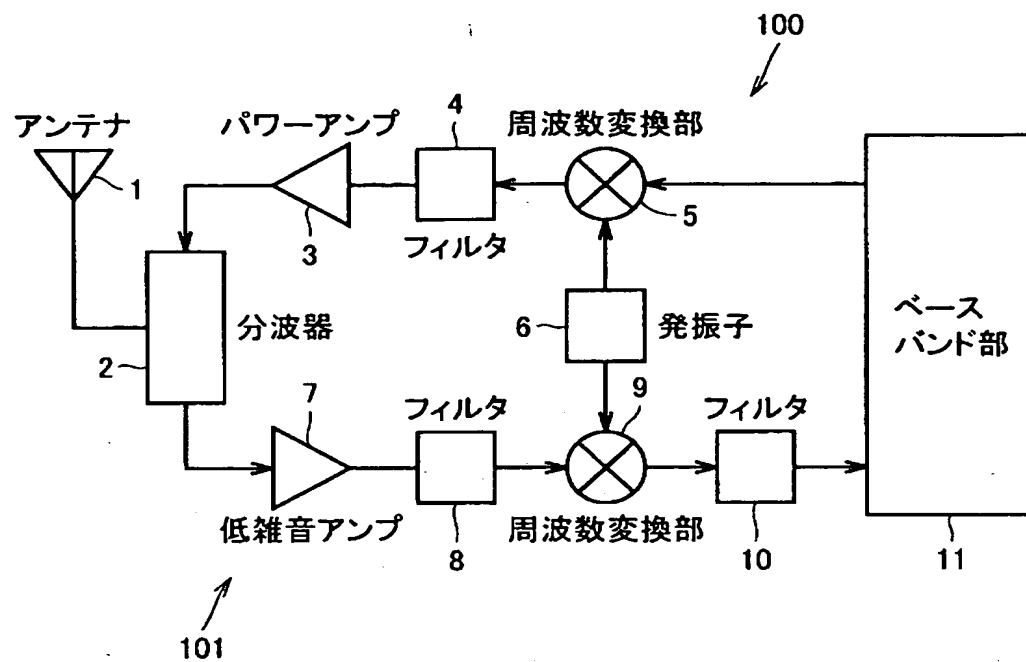 100
アンテナ
パワーアンプ
4
周波数変換部
1
3
フィルタ
5
分波器
2
6
発振子
ベース
バンド部
7
フィルタ
9
フィルタ
低雑音アンプ
8
周波数変換部
10
11
101